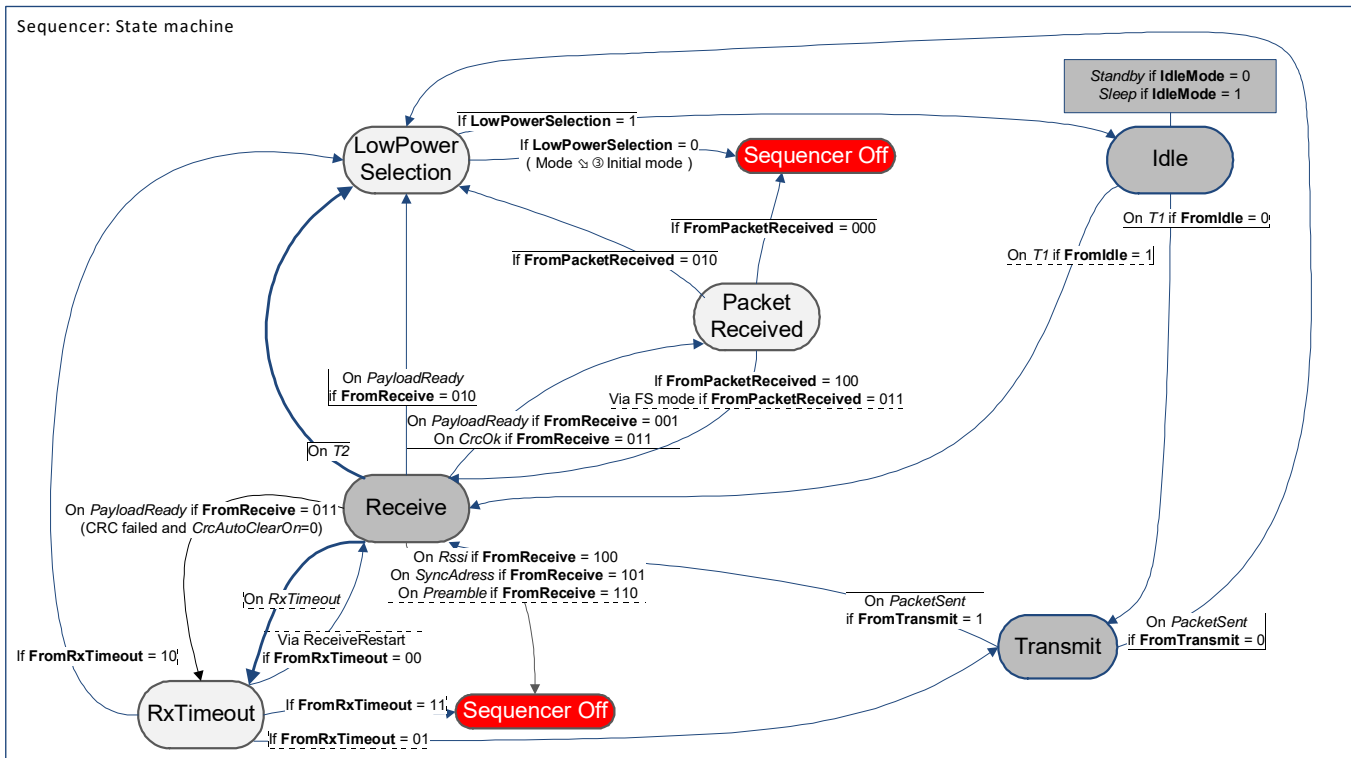 Sequencer: State machine
Standby if IdleMode = 0
Sleep if IdleMode = 1
If LowPowerSelection = 1
LowPower
Selection
If LowPowerSelection = 0
( Mode ⇘ ③ Initial mode )
Sequencer Off
Idle
On T1 if FromIdle = 0
If FromPacketReceived = 000
On T1 if FromIdle = 1
If FromPacketReceived = 010
Packet
Received
On PayloadReady
if FromReceive = 010
If FromPacketReceived = 100
Via FS mode if FromPacketReceived = 011
On PayloadReady if FromReceive = 001
On CrcOk if FromReceive = 011
On T2
Receive
On PayloadReady if FromReceive = 011
(CRC failed and CrcAutoClearOn=0)
On Rssi if FromReceive = 100
On SyncAdress if FromReceive = 101
On Preamble if FromReceive = 110
On RxTimeout
On PacketSent
if FromTransmit = 1
Via ReceiveRestart
if FromRxTimeout = 00
Transmit
On PacketSent
if FromTransmit = 0
If FromRxTimeout = 10
RxTimeout
If FromRxTimeout = 11
Sequencer Off
If FromRxTimeout = 01